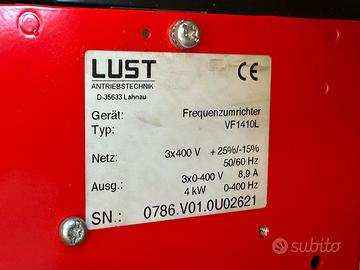 LUST
CE
ANTRIEBSTECHNIK
D-35633 Lahnau
Gerät: Frequenzumrichter
Typ: VF1410L
Netz: 3x400 V +25%/-15%
50/60 Hz
Ausg.: 3x0-400 V 8,9 A
4 kW 0-400 Hz
SN.: 0786.V01.0U02621
subito